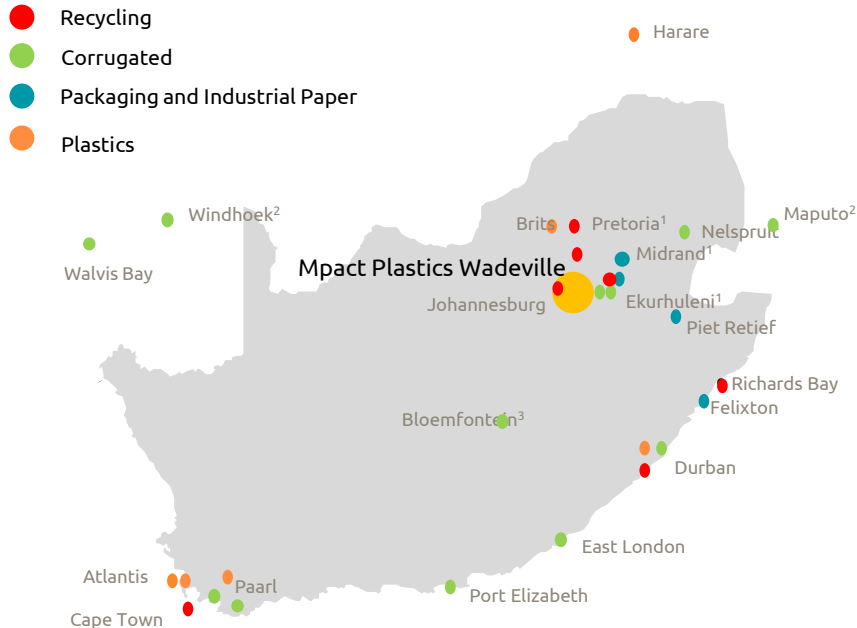 Recycling
Corrugated
Packaging and Industrial Paper
Plastics
Harare
Windhoek²
Maputo²
Brits
Pretoria¹
Nelspruit
Walvis Bay
Midrand¹
Mpact Plastics Wadeville
Johannesburg
Ekurhuleni¹
Piet Retief
Richards Bay
Felixton
Bloemfontein³
Durban
East London
Atlantis
Paarl
Port Elizabeth
Cape Town